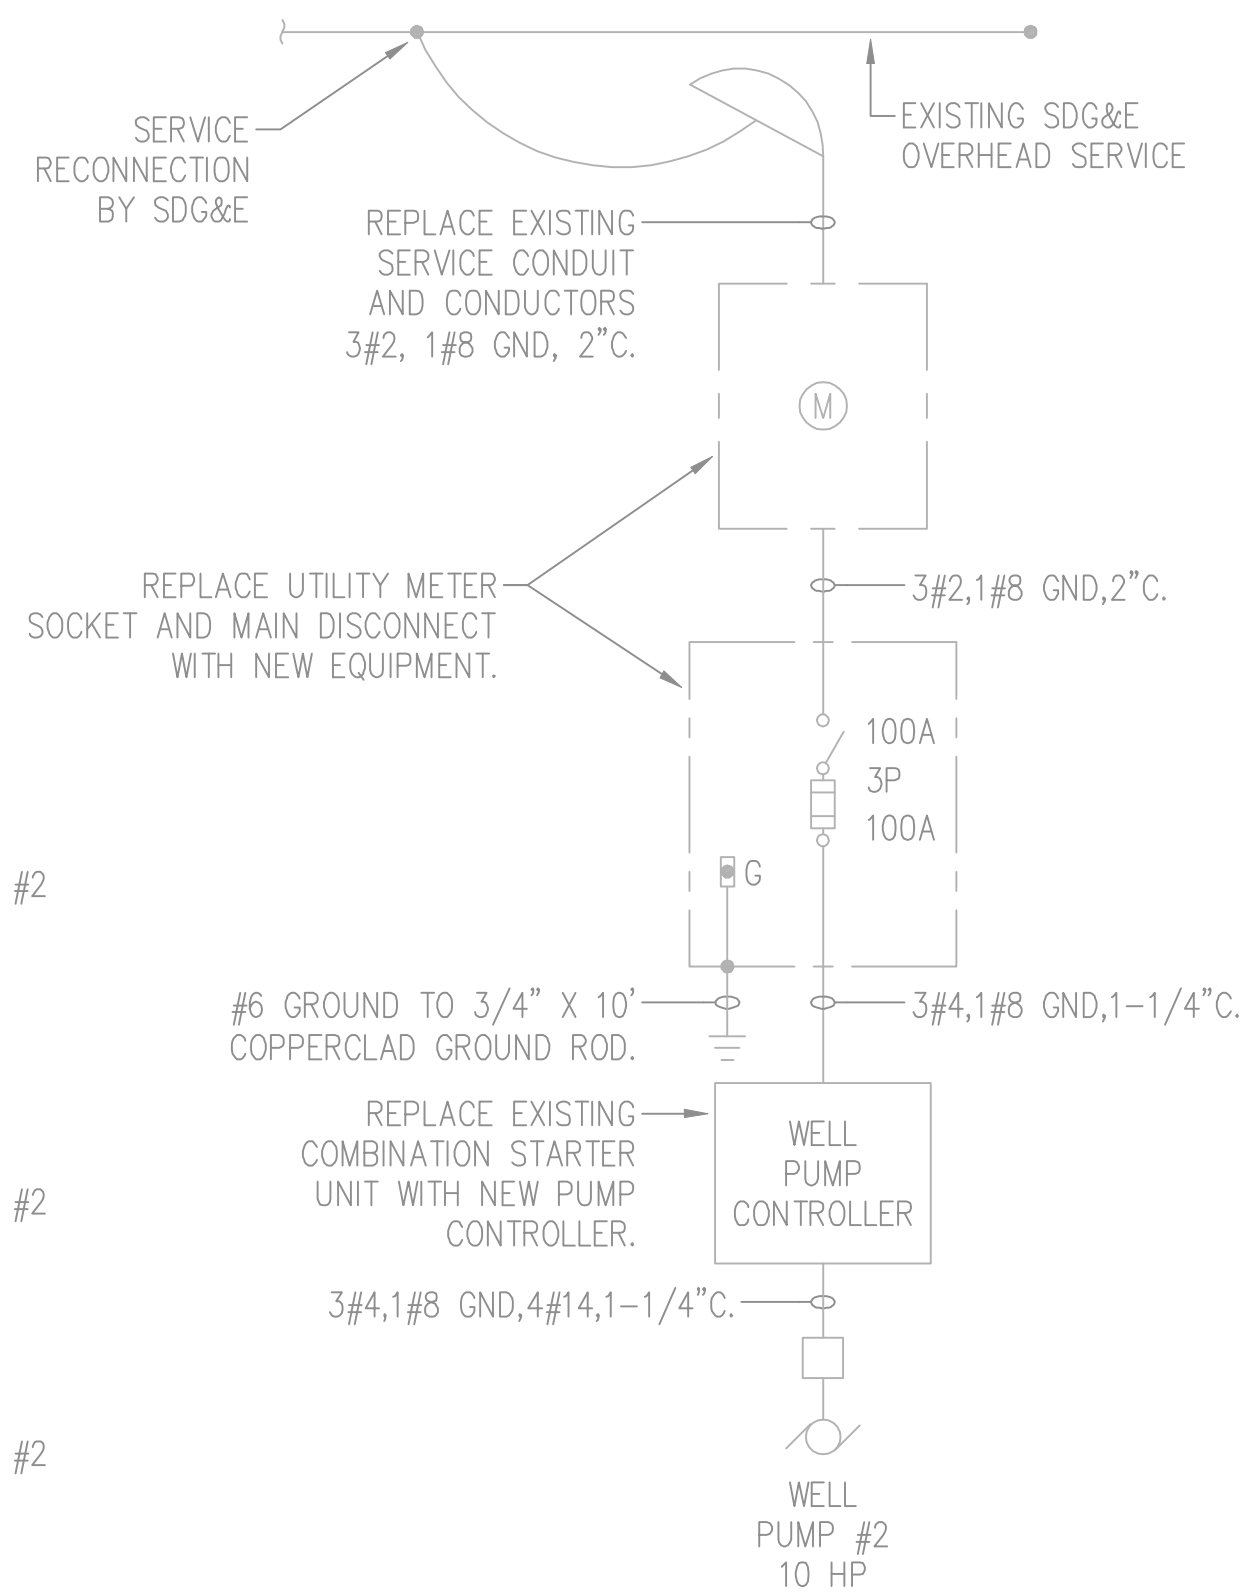 SERVICE
RECONNECTION
BY SDG&E
EXISTING SDG&E
OVERHEAD SERVICE
REPLACE EXISTING
SERVICE CONDUIT
AND CONDUCTORS
3#2, 1#8 GND, 2”C.
M
REPLACE UTILITY METER
SOCKET AND MAIN DISCONNECT
WITH NEW EQUIPMENT.
3#2,1#8 GND,2”C.
100A
3P
100A
G
#2
#6 GROUND TO 3/4” X 10'
COPPERCLAD GROUND ROD.
3#4,1#8 GND,1-1/4”C.
REPLACE EXISTING
COMBINATION STARTER
UNIT WITH NEW PUMP
CONTROLLER.
WELL
PUMP
CONTROLLER
#2
3#4,1#8 GND,4#14,1-1/4”C.
#2
WELL
PUMP #2
10 HP